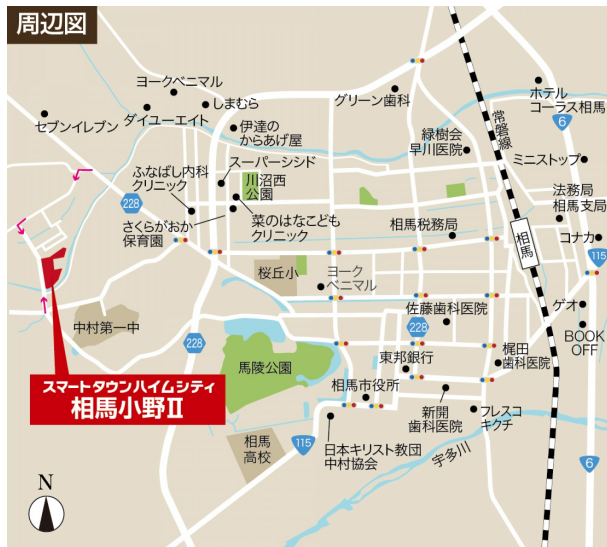 周辺図
ヨークベニマル
しまむら
ダイユーエイト
セブンイレブン
伊達の
からあげ屋
グリーン歯科
ホテル
コーラス相馬
6
常磐線
緑樹会
早川医院
ミニストップ
スーパーシシド
ふなばし内科
クリニック
川沼西
公園
228
菜のはなこども
クリニック
さくらがおか
保育園
相馬税務局
法務局
相馬支局
コナカ
115
相馬
桜丘小
ヨーク
ベニマル
ゲオ
BOOK
OFF
佐藤歯科医院
228
中村第一中
228
馬陵公園
東邦銀行
梶田
歯科医院
スマートタウンハイムシティ
相馬小野Ⅱ
相馬市役所
新開
歯科医院
フレスコ
キクチ
相馬
高校
115
日本キリスト教団
中村協会
宇多川
6
N